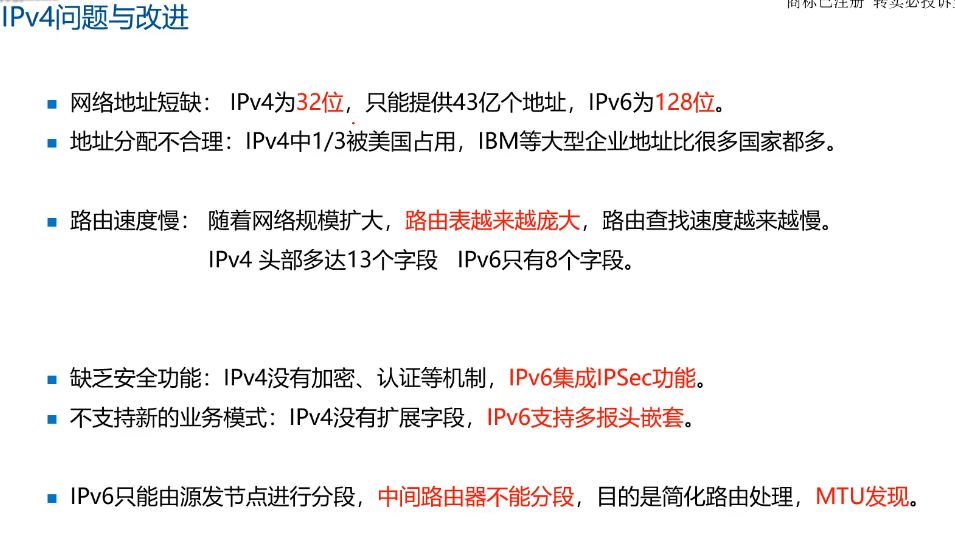 IPv4问题与改进
商标已注册 转卖必投诉
网络地址短缺： IPv4为32位，只能提供43亿个地址，IPv6为128位。
地址分配不合理：IPv4中1/3被美国占用，IBM等大型企业地址比很多国家都多。
路由速度慢： 随着网络规模扩大，路由表越来越庞大，路由查找速度越来越慢。
IPv4 头部多达13个字段 IPv6只有8个字段。
缺乏安全功能：IPv4没有加密、认证等机制，IPv6集成IPSec功能。
不支持新的业务模式：IPv4没有扩展字段，IPv6支持多报头嵌套。
IPv6只能由源发节点进行分段，中间路由器不能分段，目的是简化路由处理，MTU发现。